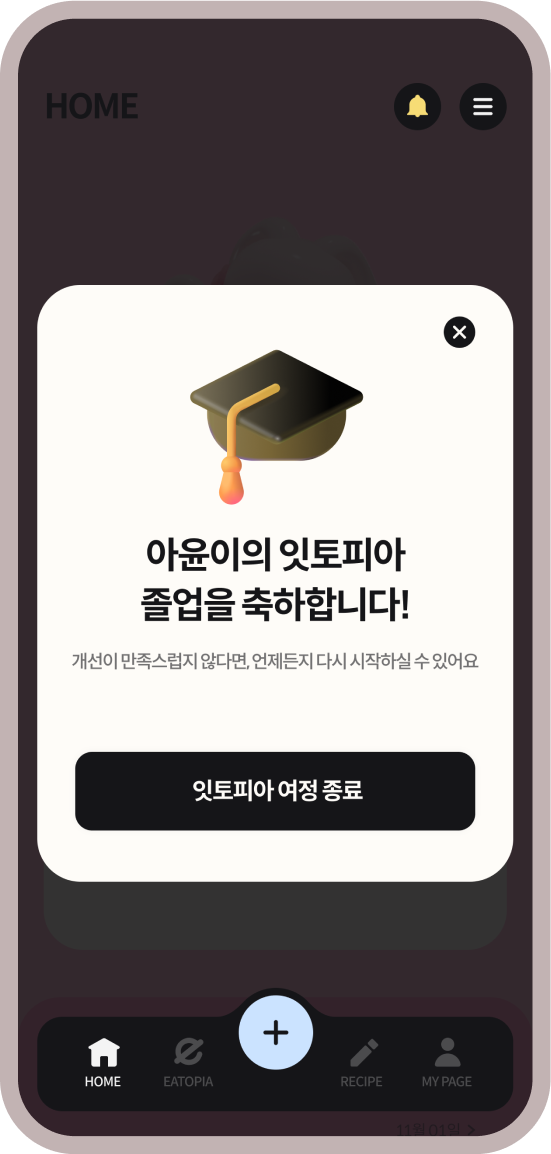 HOME
아윤이의 잇토피아
졸업을 축하합니다!
개선이 만족스럽지 않다면, 언제든지 다시 시작하실 수 있어요
잇토피아 여정 종료
HOME
EATOPIA
RECIPE
MY PAGE
11월 01일